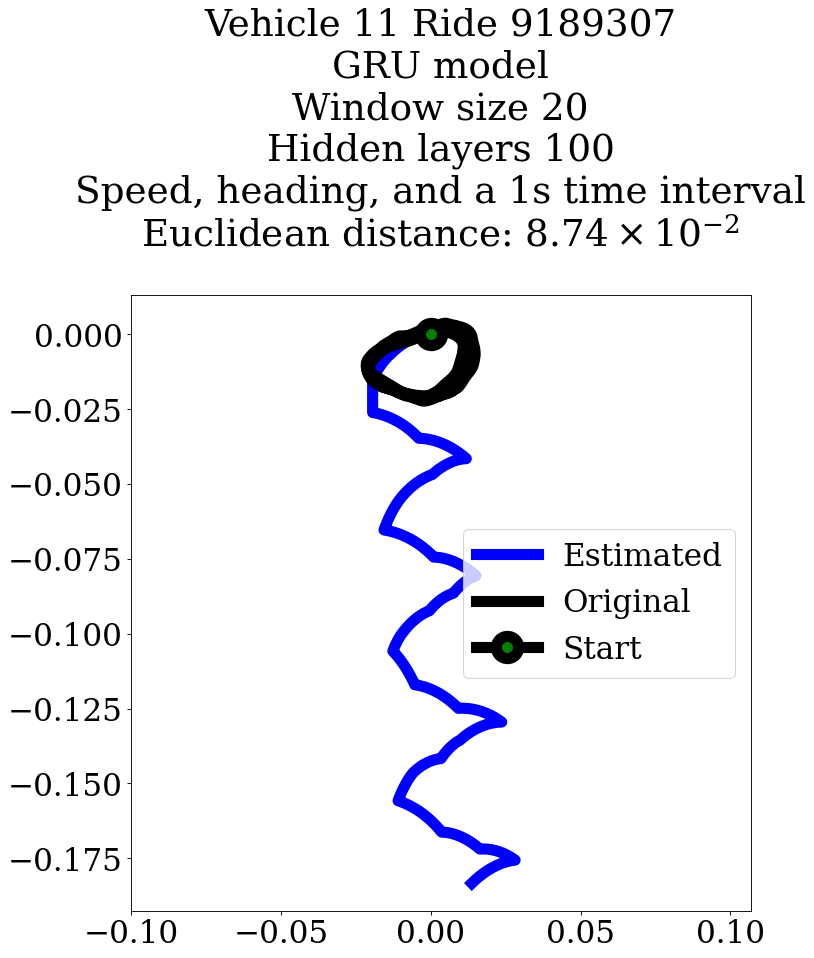 Vehicle 11 Ride 9189307
GRU model
Window size 20
Hidden layers 100
Speed, heading, and a 1s time interval
Euclidean distance: 8.74 × 10⁻²
0.000
−0.025
−0.050
−0.075
−0.100
−0.125
−0.150
−0.175
Estimated
Original
Start
−0.10
−0.05
0.00
0.05
0.10